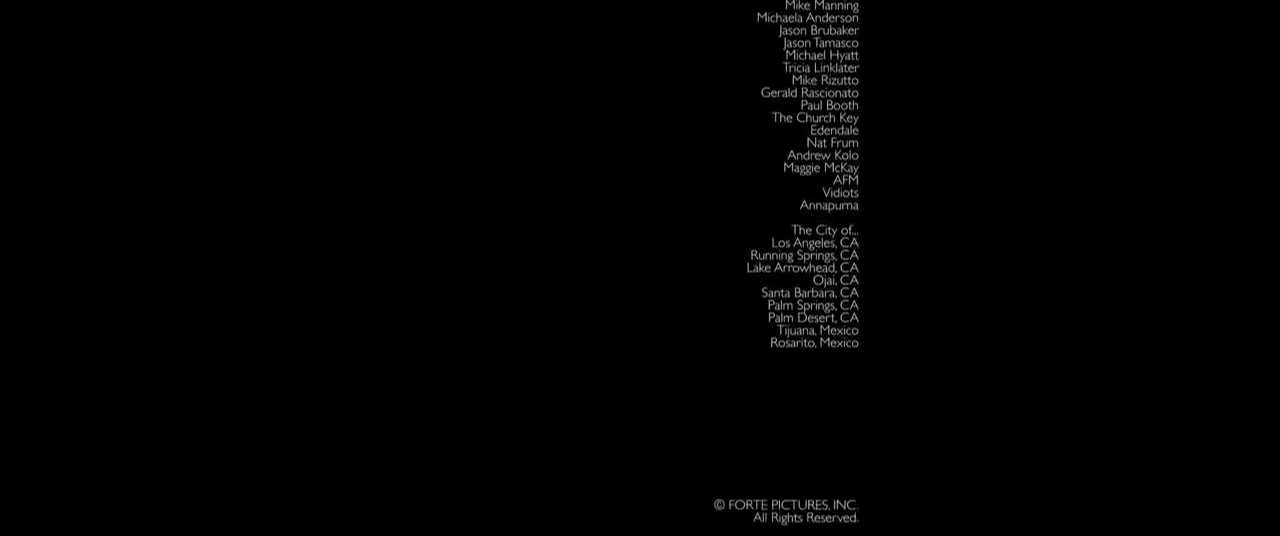 Mike Manning
Michaela Anderson
Jason Brubaker
Jason Tamasco
Michael Hyatt
Tricia Linklater
Mike Rizutto
Gerald Rascionato
Paul Booth
The Church Key
Edendale
Nat Frum
Andrew Kolo
Maggie McKay
AFM
Vidiots
Annapurna
The City of...
Los Angeles, CA
Running Springs, CA
Lake Arrowhead, CA
Ojai, CA
Santa Barbara, CA
Palm Springs, CA
Palm Desert, CA
Tijuana, Mexico
Rosarito, Mexico
© FORTE PICTURES, INC.
All Rights Reserved.